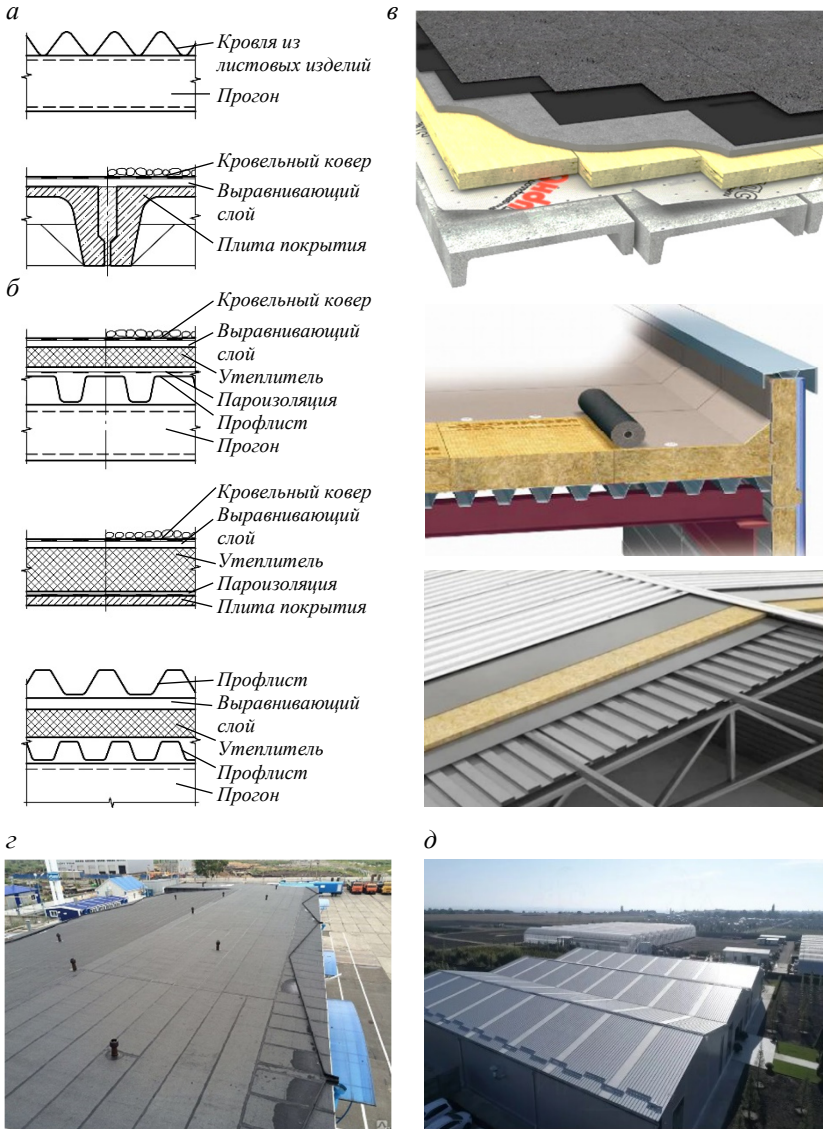 а
Кровля из
листовых изделий
Прогон
Кровельный ковер
Выравнивающий
слой
Плита покрытия
б
Кровельный ковер
Выравнивающий
слой
Утеплитель
Пароизоляция
Профлист
Прогон
Кровельный ковер
Выравнивающий
слой
Утеплитель
Пароизоляция
Плита покрытия
Профлист
Выравнивающий
слой
Утеплитель
Профлист
Прогон
в
г
д